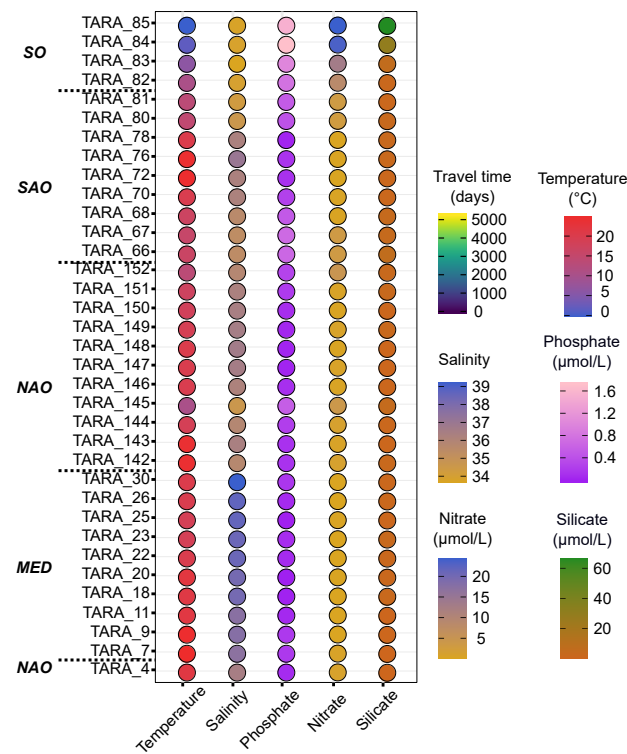 SO
TARA_85
TARA_84
TARA_83
TARA_82
SAO
TARA_81
TARA_80
TARA_78
TARA_76
TARA_72
TARA_70
TARA_68
TARA_67
TARA_66
NAO
TARA_152
TARA_151
TARA_150
TARA_149
TARA_148
TARA_147
TARA_146
TARA_145
TARA_144
TARA_143
TARA_142
MED
TARA_30
TARA_26
TARA_25
TARA_23
TARA_22
TARA_20
TARA_18
TARA_11
TARA_9
TARA_7
NAO
TARA_4
Temperature
Salinity
Phosphate
Nitrate
Silicate
Travel time
(days)
5000
4000
3000
2000
1000
0
Temperature
(°C)
20
15
10
5
0
Salinity
39
38
37
36
35
34
Phosphate
(μmol/L)
1.6
1.2
0.8
0.4
Nitrate
(μmol/L)
20
15
10
5
Silicate
(μmol/L)
60
40
20